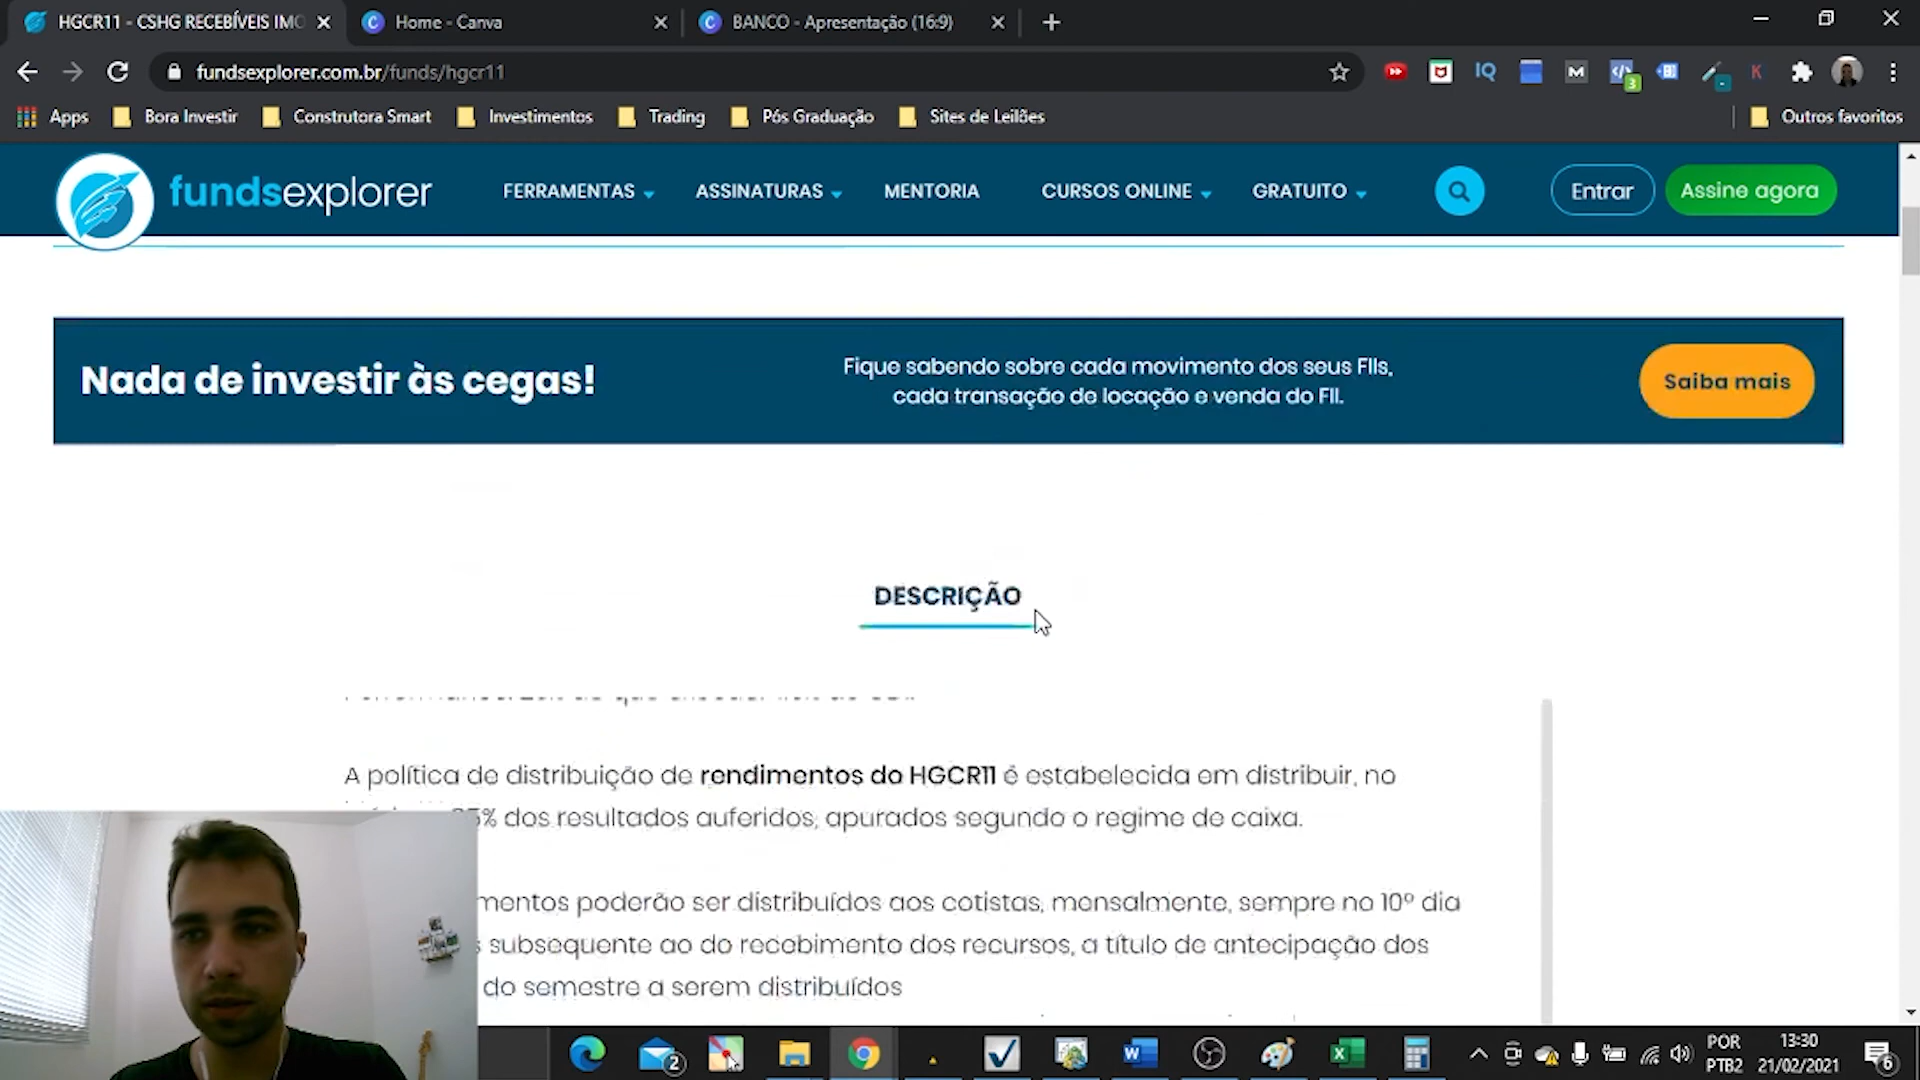 HGCR11 - CSHG RECEBÍVEIS IMO
Home - Canva
BANCO - Apresentação (16:9)
fundsexplorer.com.br/funds/hgcr11
Apps
Bora Investir
Construtora Smart
Investimentos
Trading
Pós Graduação
Sites de Leilões
Outros favoritos
fundsexplorer
FERRAMENTAS
ASSINATURAS
MENTORIA
CURSOS ONLINE
GRATUITO
Entrar
Assine agora
Nada de investir às cegas!
Fique sabendo sobre cada movimento dos seus FIIs,
cada transação de locação e venda do FII.
Saiba mais
DESCRIÇÃO
A política de distribuição de rendimentos do HGCR11 é estabelecida em distribuir, no
dos resultados auferidos, apurados segundo o regime de caixa.
poderão ser distribuídos aos cotistas, mensalmente, sempre no 10º dia
subsequente ao do recebimento dos recursos, a título de antecipação dos
do semestre a serem distribuídos
POR
PTB2
13:30
21/02/2021